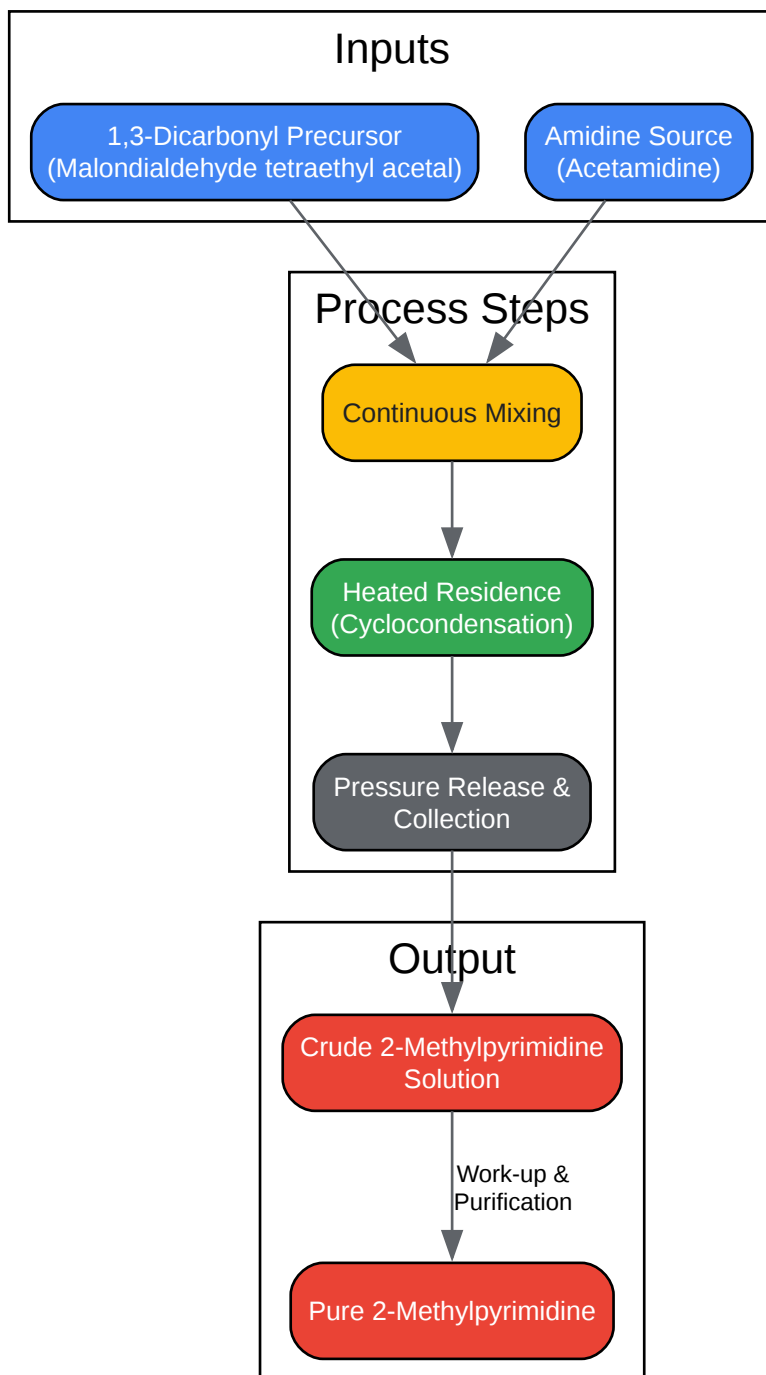 Inputs
1,3-Dicarbonyl Precursor
(Malondialdehyde tetraethyl acetal)
Amidine Source
(Acetamidine)
Process Steps
Continuous Mixing
Heated Residence
(Cyclocondensation)
Pressure Release &
Collection
Output
Crude 2-Methylpyrimidine
Solution
Work-up &
Purification
Pure 2-Methylpyrimidine